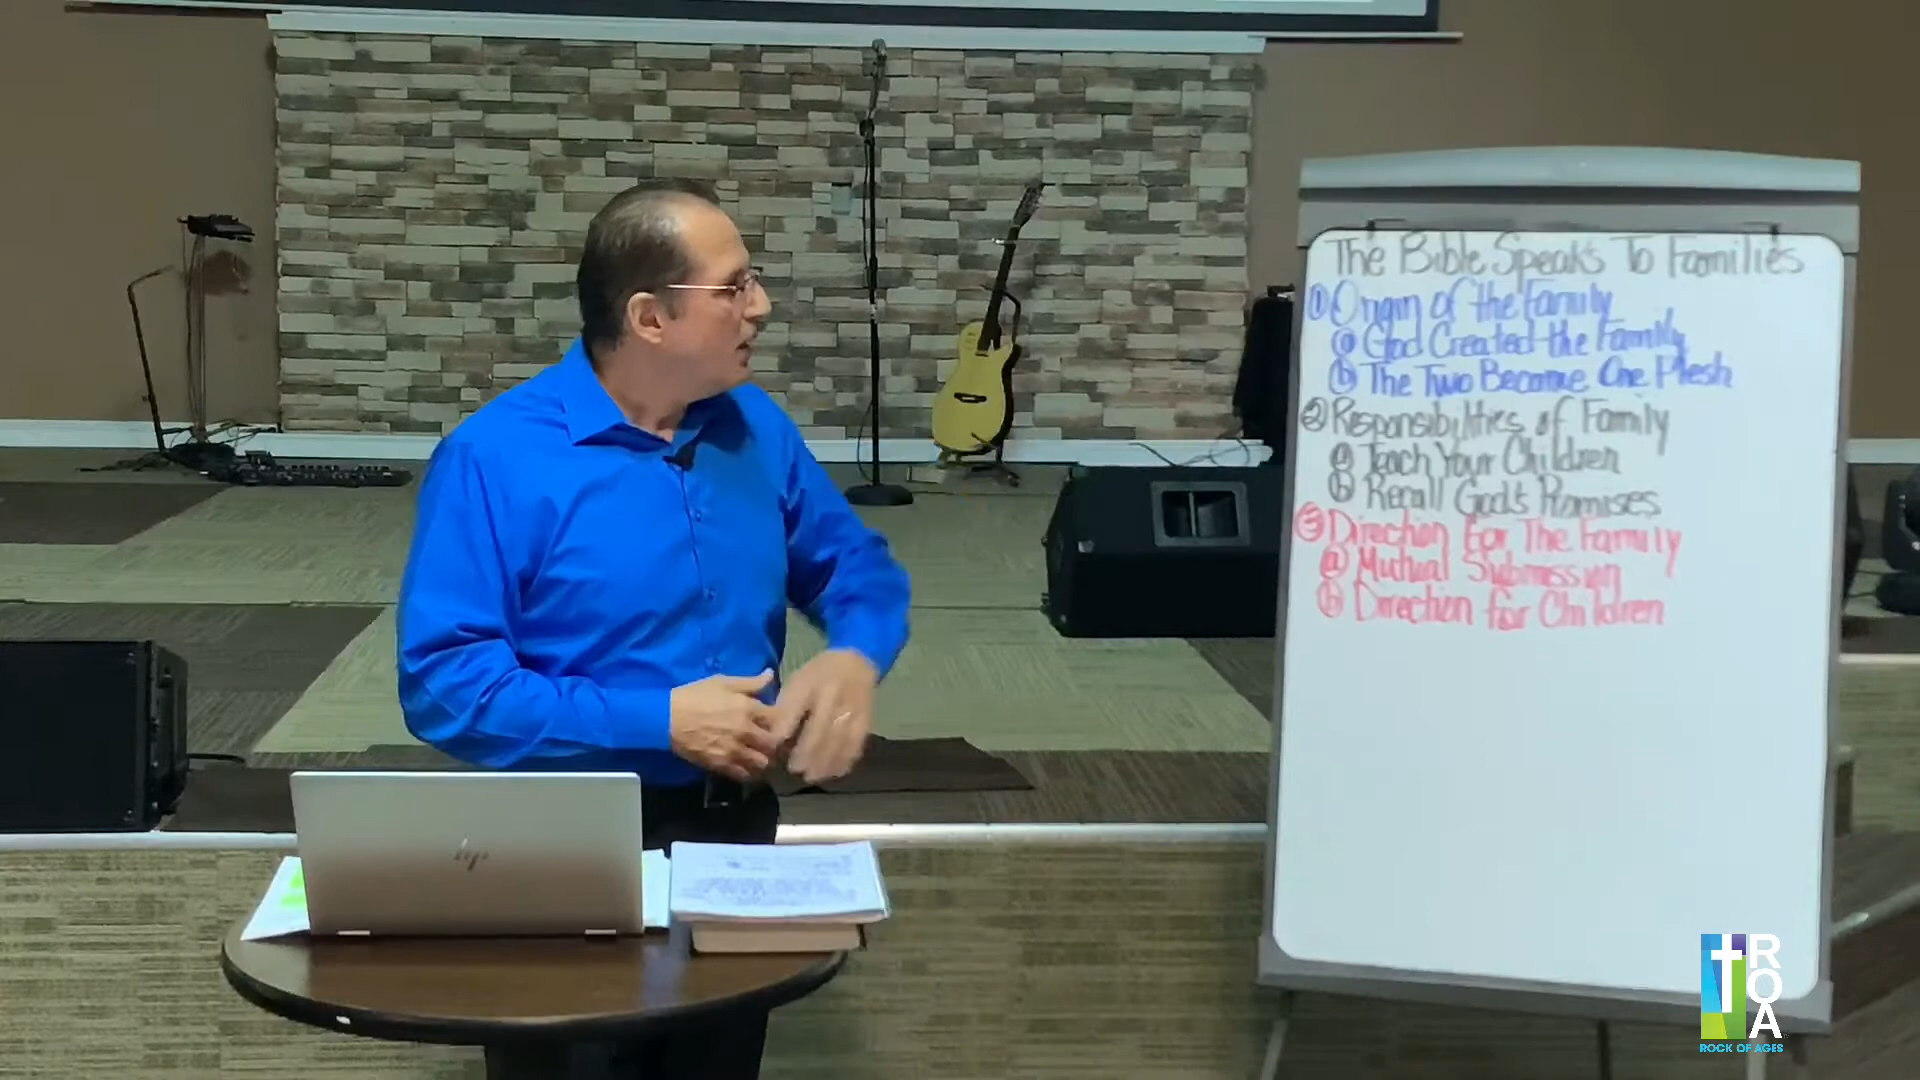 The Bible Speaks To Families
① Origin of the Family
ⓐ God Created the Family
ⓑ The Two Become One Flesh
② Responsibilities of Family
ⓐ Teach Your Children
ⓑ Recall God's Promises
③ Direction For The Family
ⓐ Mutual Submission
ⓑ Direction for Children
hp
ROA
ROCK OF AGES